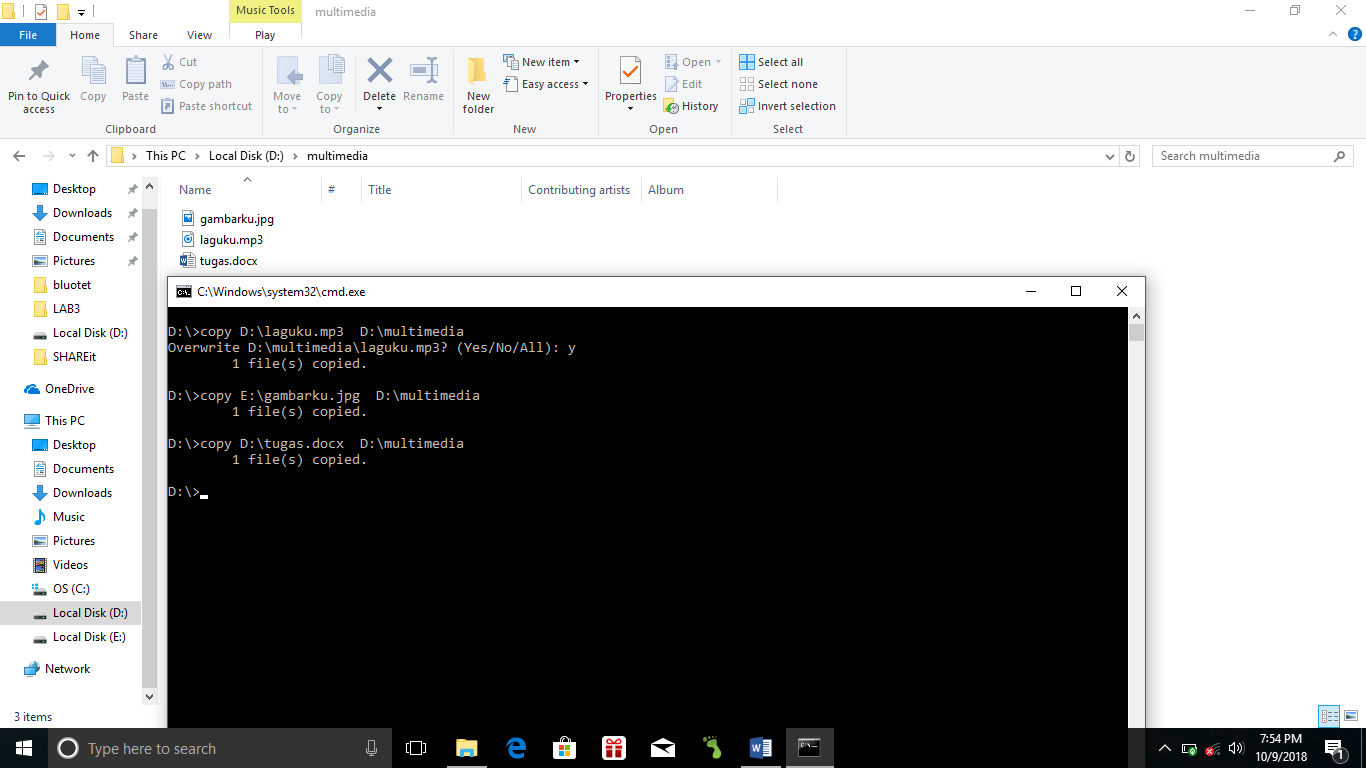 Music Tools
multimedia
File
Home
Share
View
Play
Pin to Quick access
Copy
Paste
Cut
Copy path
Paste shortcut
Clipboard
Move to
Copy to
Delete
Rename
Organize
New folder
New item
Easy access
New
Properties
Open
Edit
History
Open
Select all
Select none
Invert selection
Select
This PC > Local Disk (D:) > multimedia
Search multimedia
Desktop
Downloads
Documents
Pictures
bluotet
LAB3
Local Disk (D:)
SHAREit
OneDrive
This PC
Desktop
Documents
Downloads
Music
Pictures
Videos
OS (C:)
Local Disk (D:)
Local Disk (E:)
Network
3 items
Name # Title Contributing artists Album
gambarku.jpg
laguku.mp3
tugas.docx
C:\Windows\system32\cmd.exe
D:\>copy D:\laguku.mp3  D:\multimedia
Overwrite D:\multimedia\laguku.mp3? (Yes/No/All): y
        1 file(s) copied.
D:\>copy E:\gambarku.jpg  D:\multimedia
        1 file(s) copied.
D:\>copy D:\tugas.docx  D:\multimedia
        1 file(s) copied.
D:\>
Type here to search
7:54 PM
10/9/2018
1